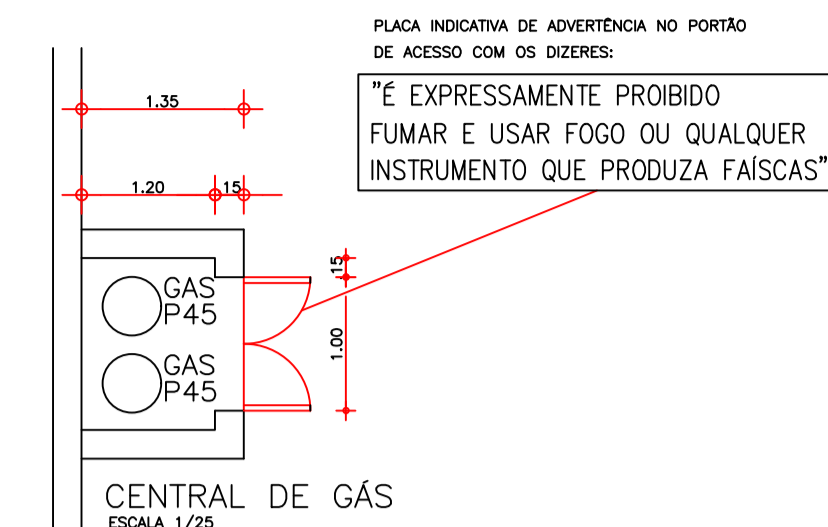 PLACA INDICATIVA DE ADVERTÊNCIA NO PORTÃO
DE ACESSO COM OS DIZERES:
"É EXPRESSAMENTE PROIBIDO
FUMAR E USAR FOGO OU QUALQUER
INSTRUMENTO QUE PRODUZA FAÍSCAS"
1.35
1.20
15
15
1.00
GAS
P45
GAS
P45
CENTRAL DE GÁS
ESCALA 1/25